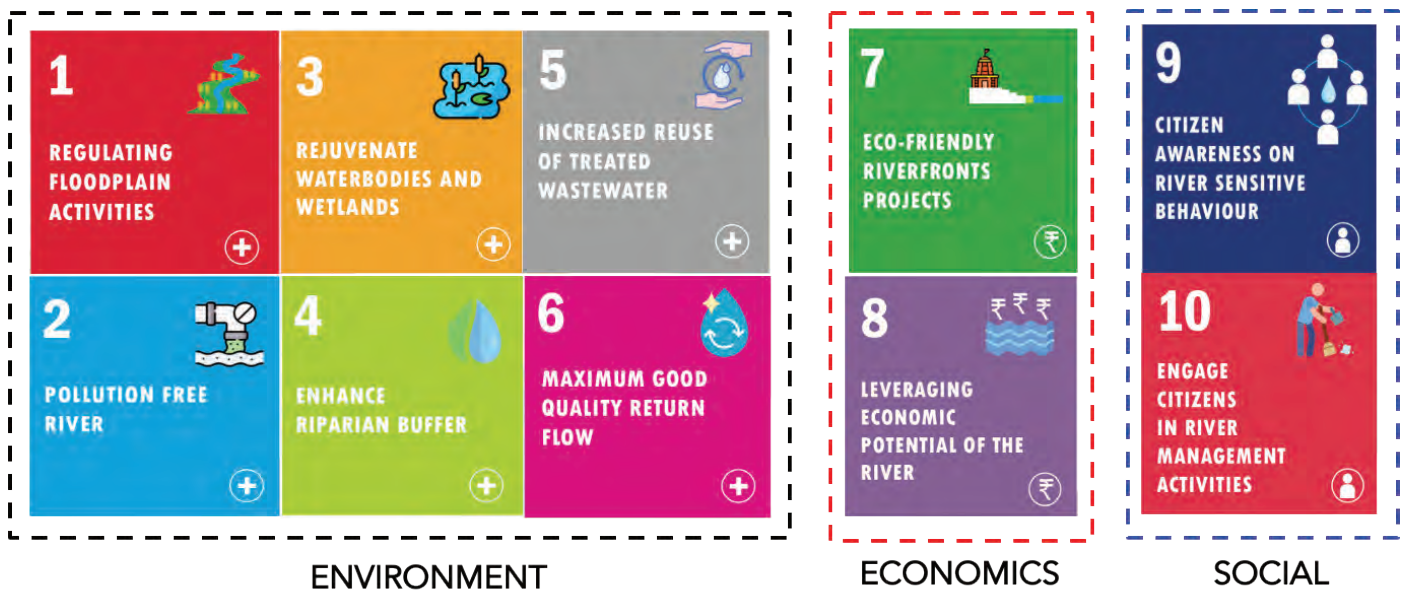 1
REGULATING
FLOODPLAIN
ACTIVITIES
2
POLLUTION FREE
RIVER
3
REJUVENATE
WATERBODIES AND
WETLANDS
4
ENHANCE
RIPARIAN BUFFER
5
INCREASED REUSE
OF TREATED
WASTEWATER
6
MAXIMUM GOOD
QUALITY RETURN
FLOW
ENVIRONMENT
7
ECO-FRIENDLY
RIVERFRONTS
PROJECTS
₹
8
₹ ₹ ₹
LEVERAGING
ECONOMIC
POTENTIAL OF THE
RIVER
₹
ECONOMICS
9
CITIZEN
AWARENESS ON
RIVER SENSITIVE
BEHAVIOUR
10
ENGAGE
CITIZENS
IN RIVER
MANAGEMENT
ACTIVITIES
SOCIAL